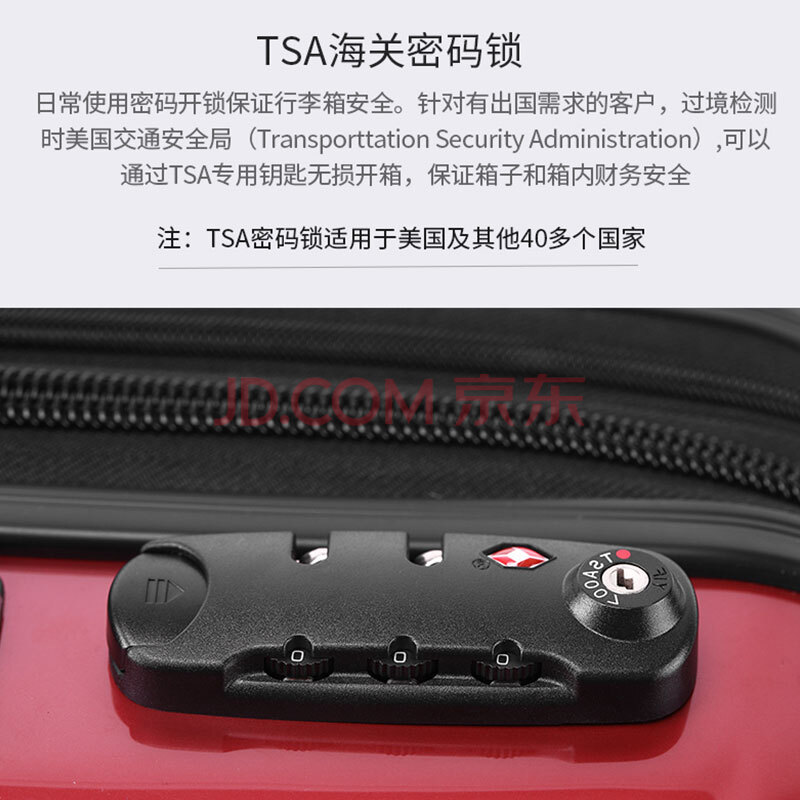 TSA海关密码锁
日常使用密码开锁保证行李箱安全。针对有出国需求的客户，过境检测
时美国交通安全局（Transporttation Security Administration）,可以
通过TSA专用钥匙无损开箱，保证箱子和箱内财务安全
注：TSA密码锁适用于美国及其他40多个国家
JD.COM 京东
TSA007
0 0 0